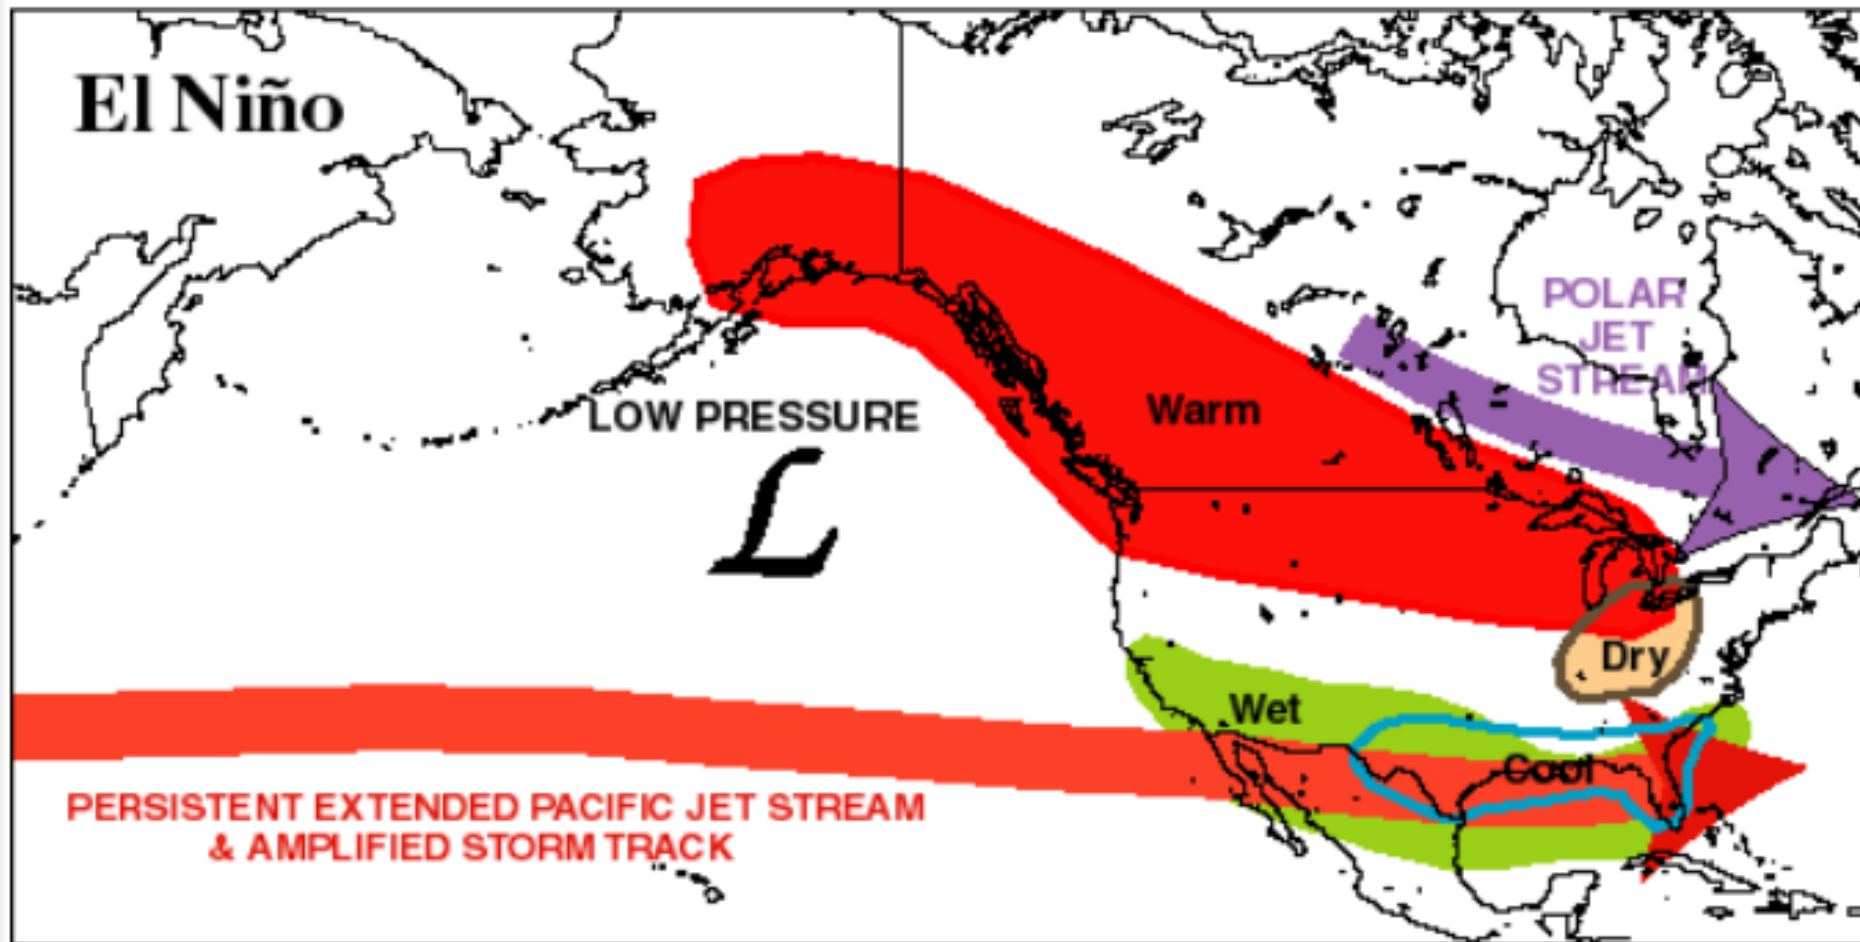 El Niño
POLAR
JET
STREAM
LOW PRESSURE
L
Warm
Dry
Wet
Cool
PERSISTENT EXTENDED PACIFIC JET STREAM
& AMPLIFIED STORM TRACK